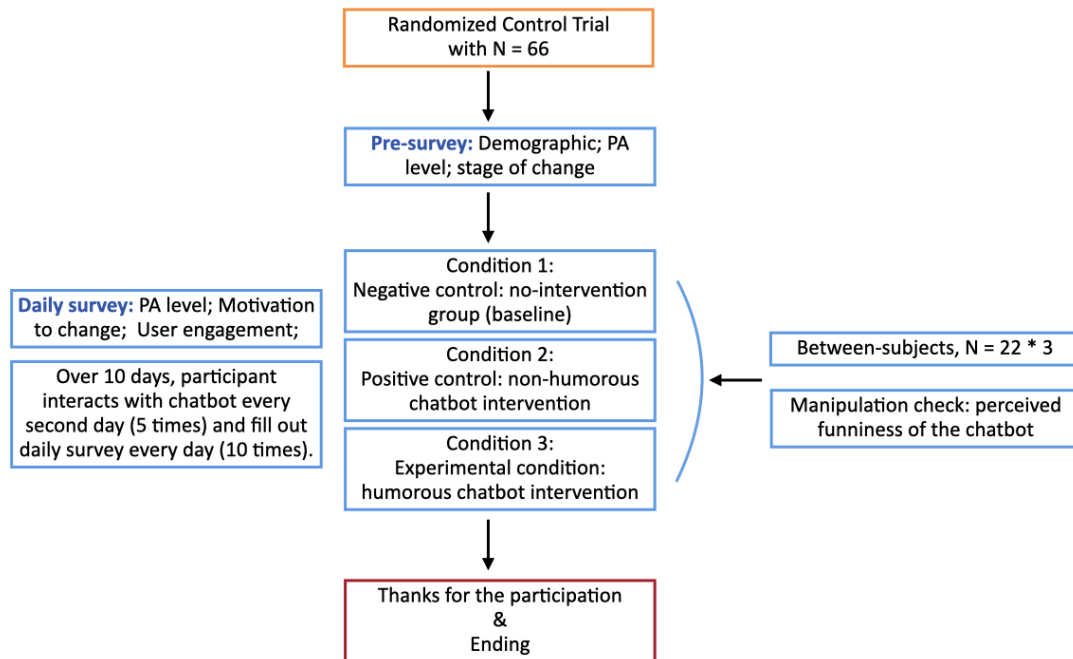 Randomized Control Trial
with N = 66
Pre-survey: Demographic; PA
level; stage of change
Condition 1:
Negative control: no-intervention
group (baseline)
Daily survey: PA level; Motivation
to change;  User engagement;
Condition 2:
Positive control: non-humorous
chatbot intervention
Over 10 days, participant
interacts with chatbot every
second day (5 times) and fill out
daily survey every day (10 times).
Between-subjects, N = 22 * 3
Manipulation check: perceived
funniness of the chatbot
Condition 3:
Experimental condition:
humorous chatbot intervention
Thanks for the participation
&
Ending